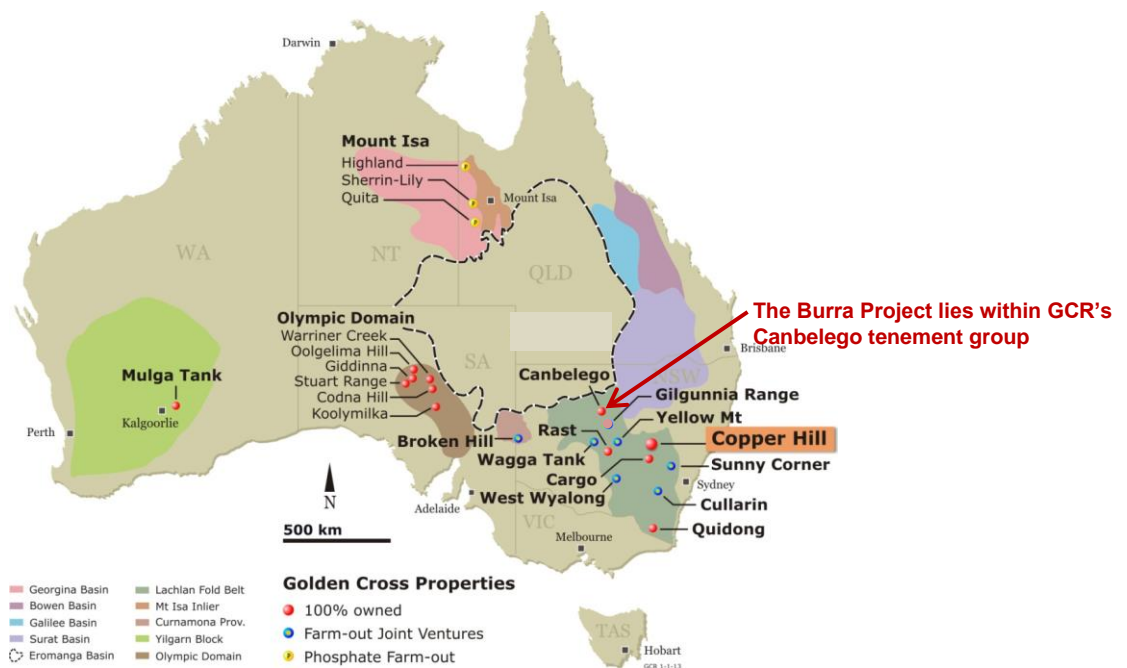 Darwin
Mount Isa
Highland
Sherrin-Lily
Quita
Mount Isa
WA
NT
QLD
The Burra Project lies within GCR's
Canbelego tenement group
Olympic Domain
Warriner Creek
Oolgelima Hill
Giddinna
Stuart Range
Codna Hill
Koolymilka
SA
Brisbane
NSW
Canbelego
Gilgunnia Range
Yellow Mt
Mulga Tank
Kalgoorlie
Perth
Broken Hill
Rast
Wagga Tank
Copper Hill
Cargo
Sunny Corner
West Wyalong
Sydney
Cullarin
Adelaide
N
500 km
VIC
Quidong
Melbourne
Georgina Basin
Bowen Basin
Galilee Basin
Surat Basin
Eromanga Basin
Lachlan Fold Belt
Mt Isa Inlier
Curnamona Prov.
Yilgarn Block
Olympic Domain
Golden Cross Properties
100% owned
Farm-out Joint Ventures
P Phosphate Farm-out
TAS
Hobart
GCR 1-1-13